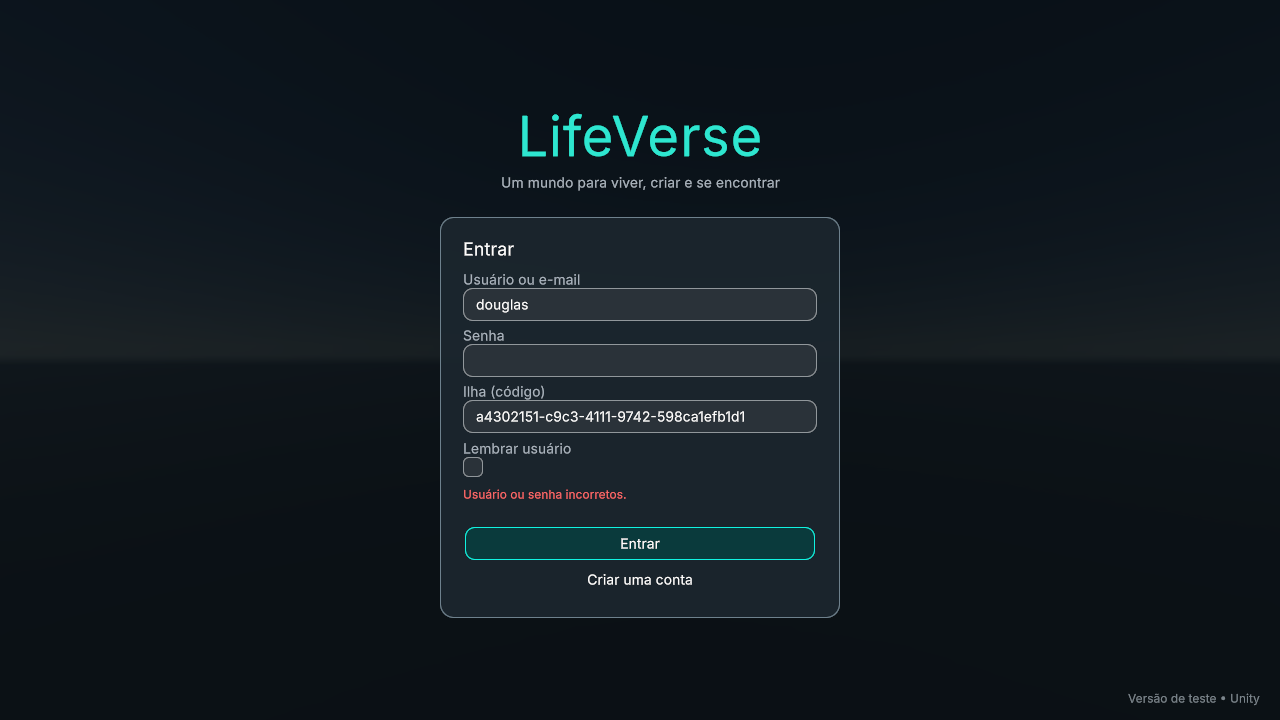 LifeVerse
Um mundo para viver, criar e se encontrar
Entrar
Usuário ou e-mail
douglas
Senha
Ilha (código)
a4302151-c9c3-4111-9742-598ca1efb1d1
Lembrar usuário
Usuário ou senha incorretos.
Entrar
Criar uma conta
Versão de teste • Unity